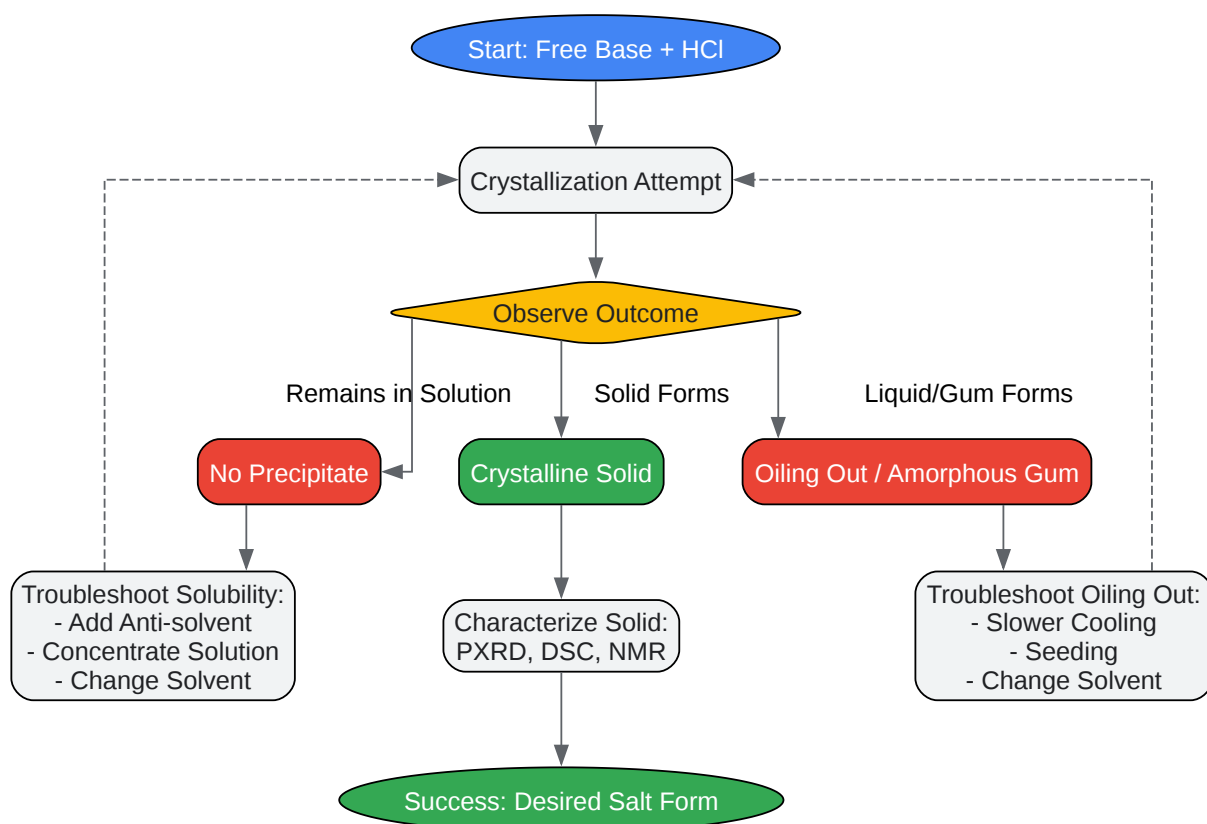 Start: Free Base + HCl
Crystallization Attempt
Observe Outcome
Remains in Solution
Solid Forms
Liquid/Gum Forms
No Precipitate
Crystalline Solid
Oiling Out / Amorphous Gum
Troubleshoot Solubility:
- Add Anti-solvent
- Concentrate Solution
- Change Solvent
Characterize Solid:
PXRD, DSC, NMR
Troubleshoot Oiling Out:
- Slower Cooling
- Seeding
- Change Solvent
Success: Desired Salt Form